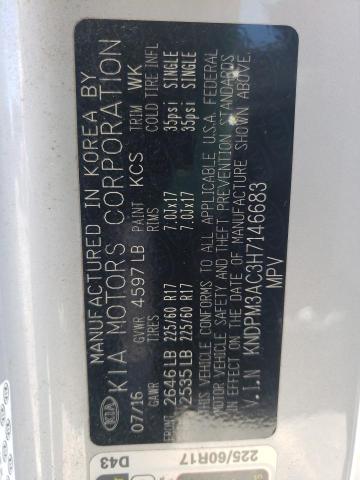 MANUFACTURED IN KOREA BY
KIA KIA MOTORS CORPORATION
07/16 GVWR 4597 LB PAINT KCS TRIM WK
GAWR TIRES RIMS COLD TIRE INFL
FRONT 2646 LB 225/60 R17 7.0Jx17 35psi SINGLE
2535 LB 225/60 R17 7.0Jx17 35psi SINGLE
THIS VEHICLE CONFORMS TO ALL APPLICABLE U.S.A. FEDERAL
MOTOR VEHICLE SAFETY AND THEFT PREVENTION STANDARDS
IN EFFECT ON THE DATE OF MANUFACTURE SHOWN ABOVE.
V.I.N KNDPM3AC3H7146683
MPV
D43 225/60R17